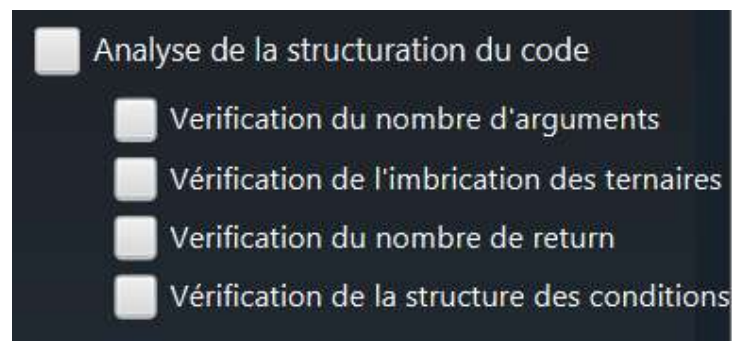 Analyse de la structuration du code
Verification du nombre d'arguments
Vérification de l'imbrication des ternaires
Verification du nombre de return
Vérification de la structure des conditions